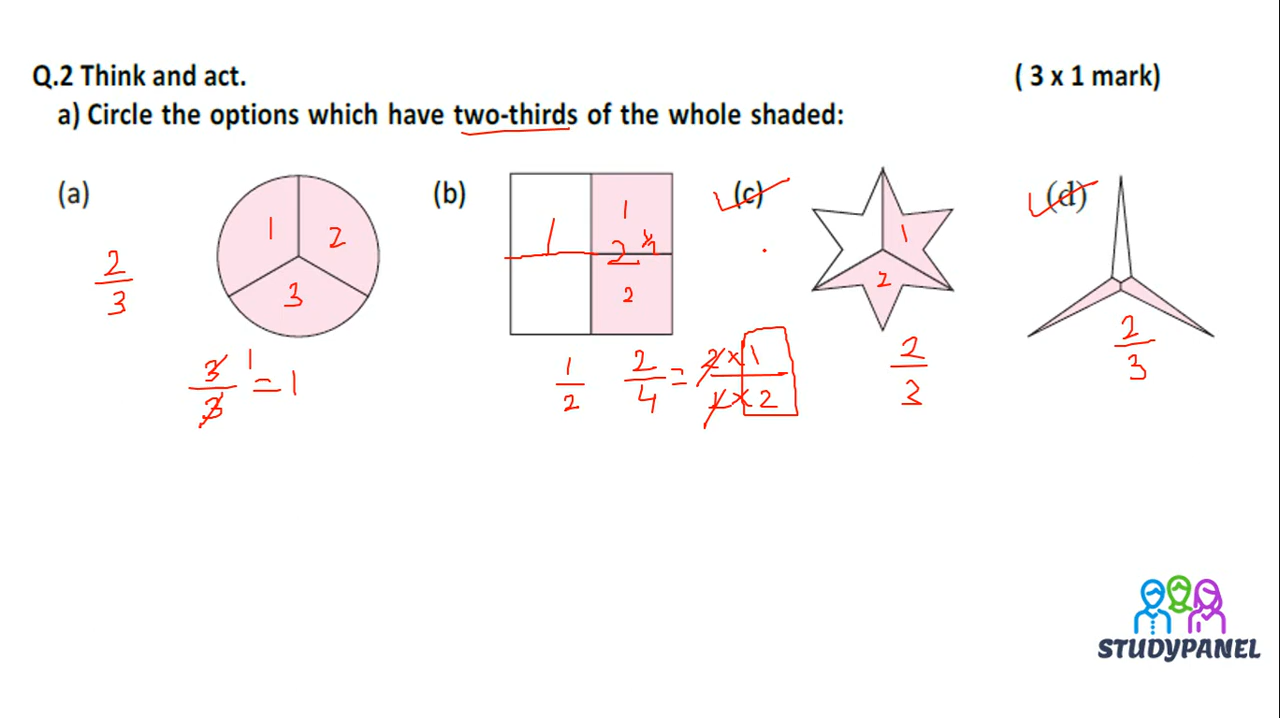 Q.2 Think and act. ( 3 x 1 mark)
a) Circle the options which have two-thirds of the whole shaded:
(a) (b) (c) (d)
1 2 3
2/3
3/3 1 = 1
1
1
2
2
1/2 2/4 = 2×1/2
1
2
2/3
2/3
STUDYPANEL